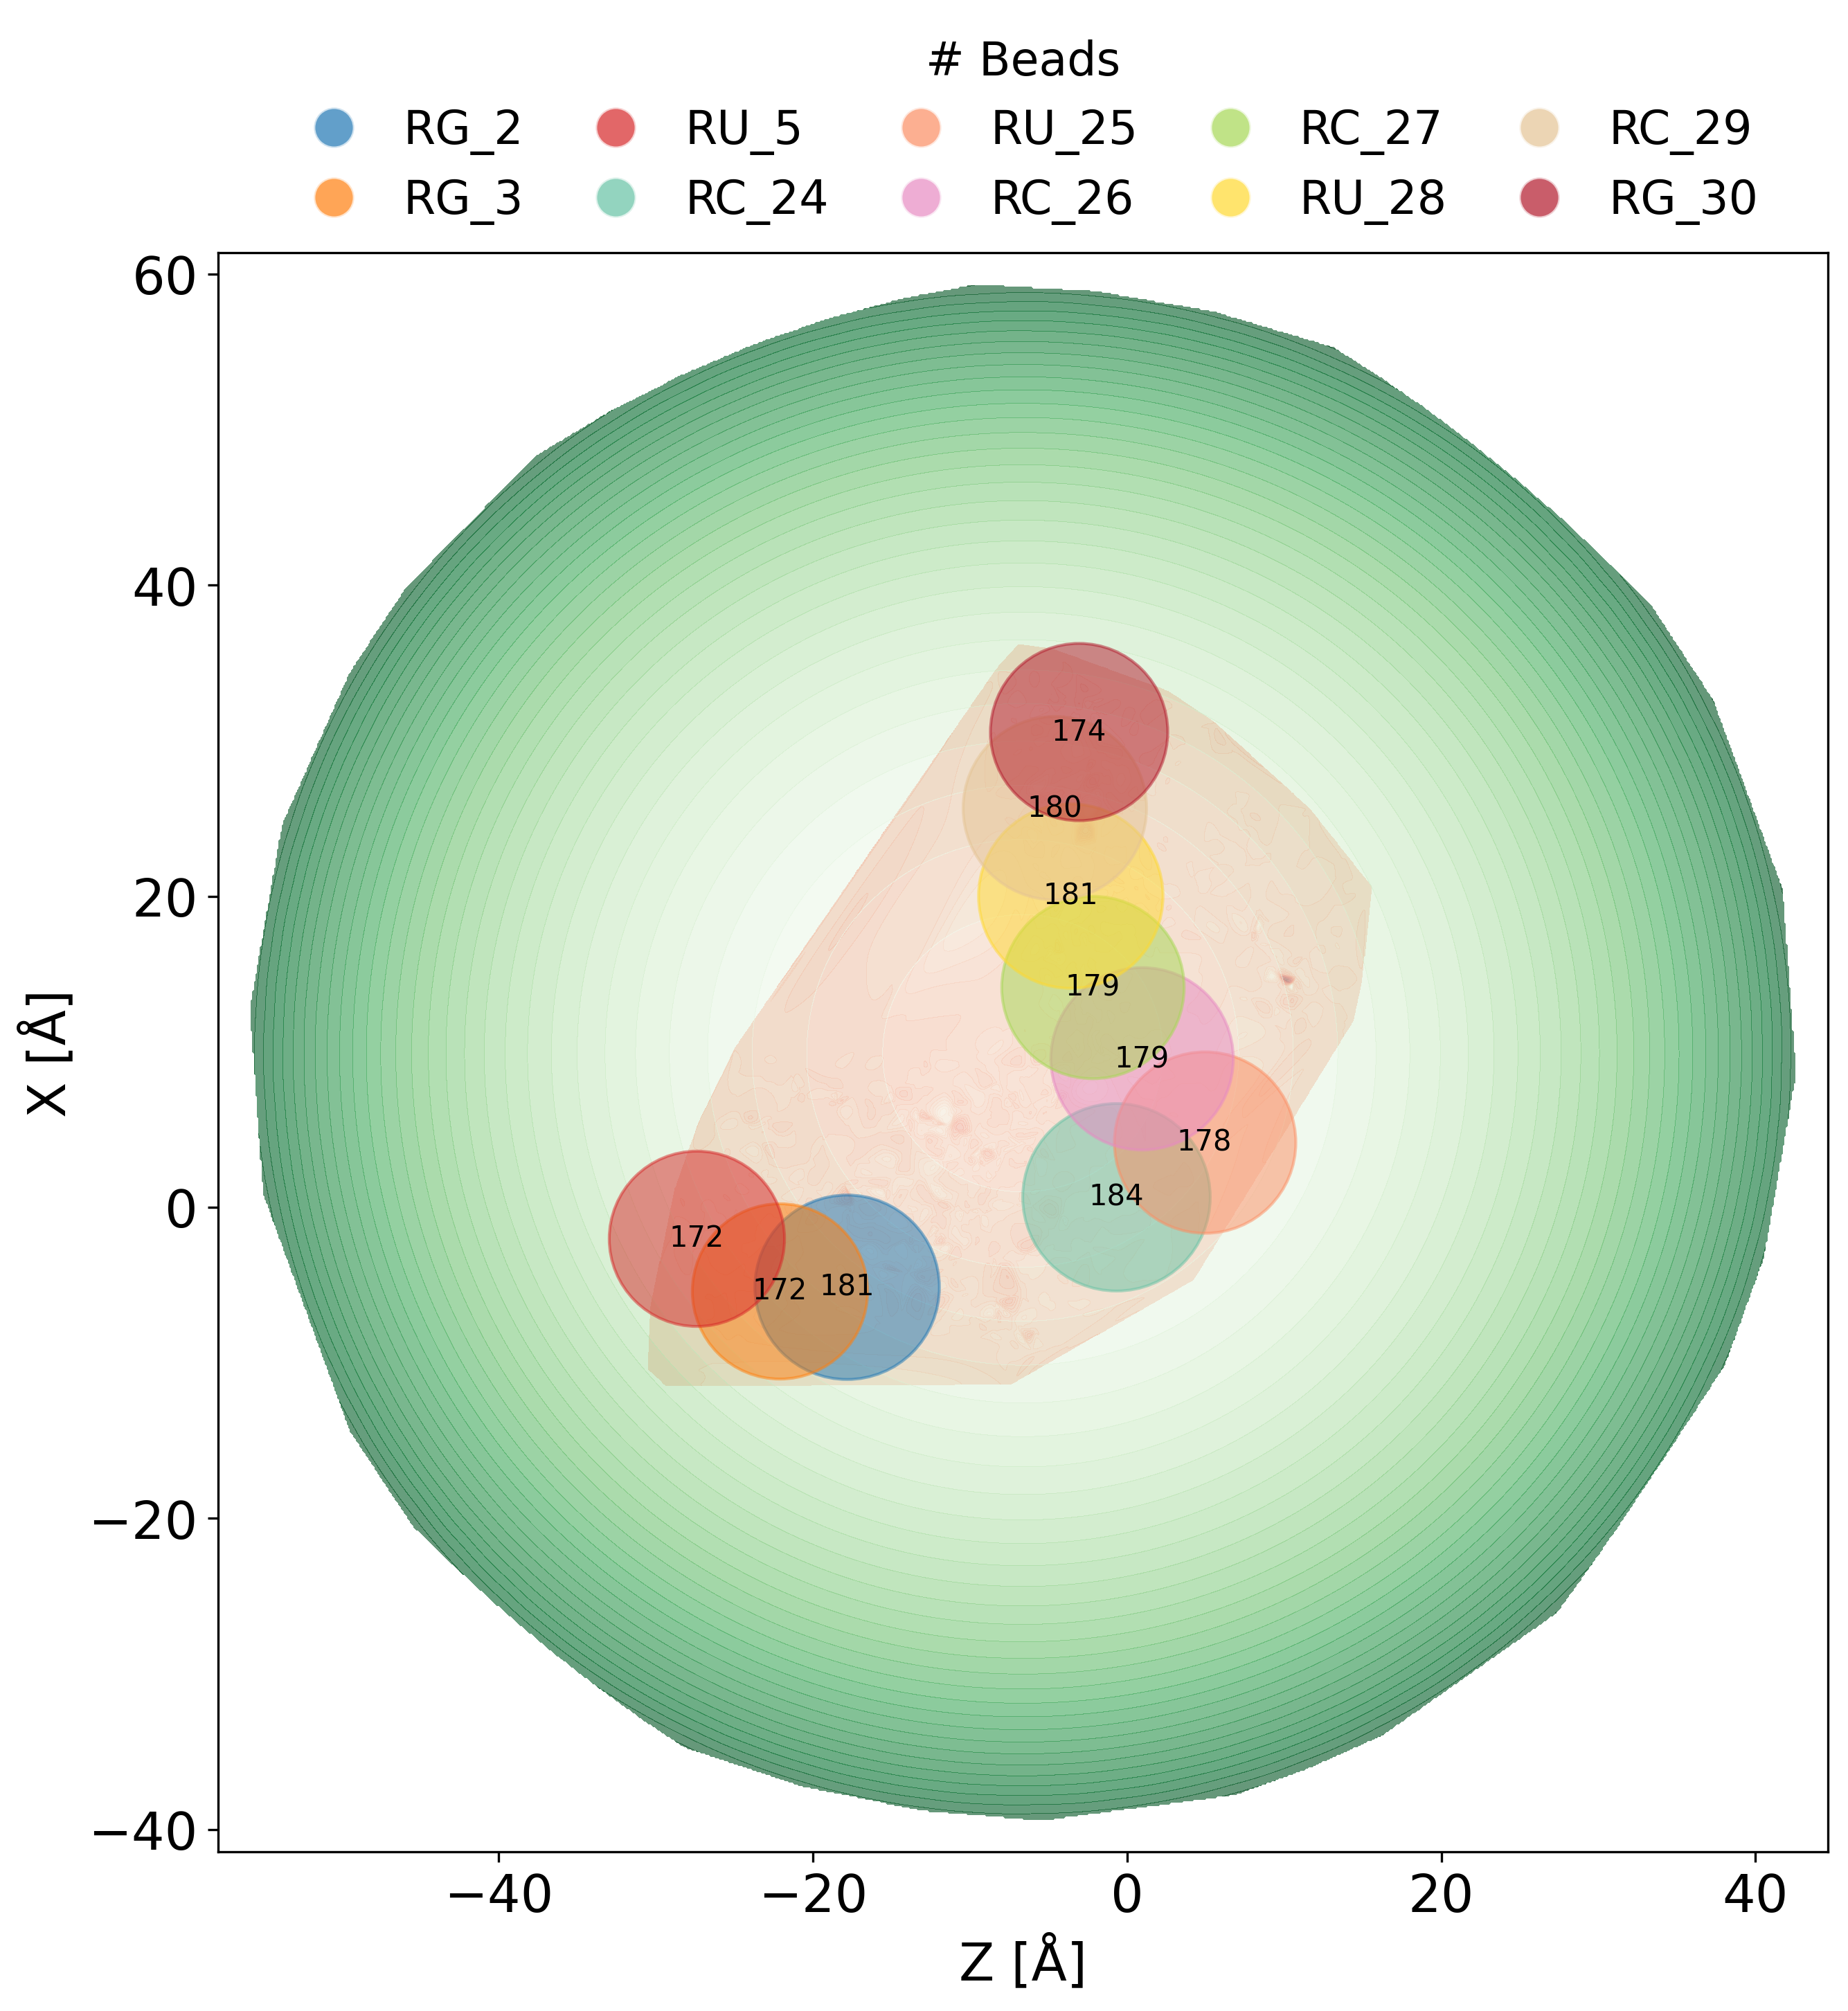 # Beads
RG_2 RU_5 RU_25 RC_27 RC_29
RG_3 RC_24 RC_26 RU_28 RG_30
60
40
20
0
−20
−40
X [Å]
174
180
181
179
179
178
184
172
172 181
−40 −20 0 20 40
Z [Å]